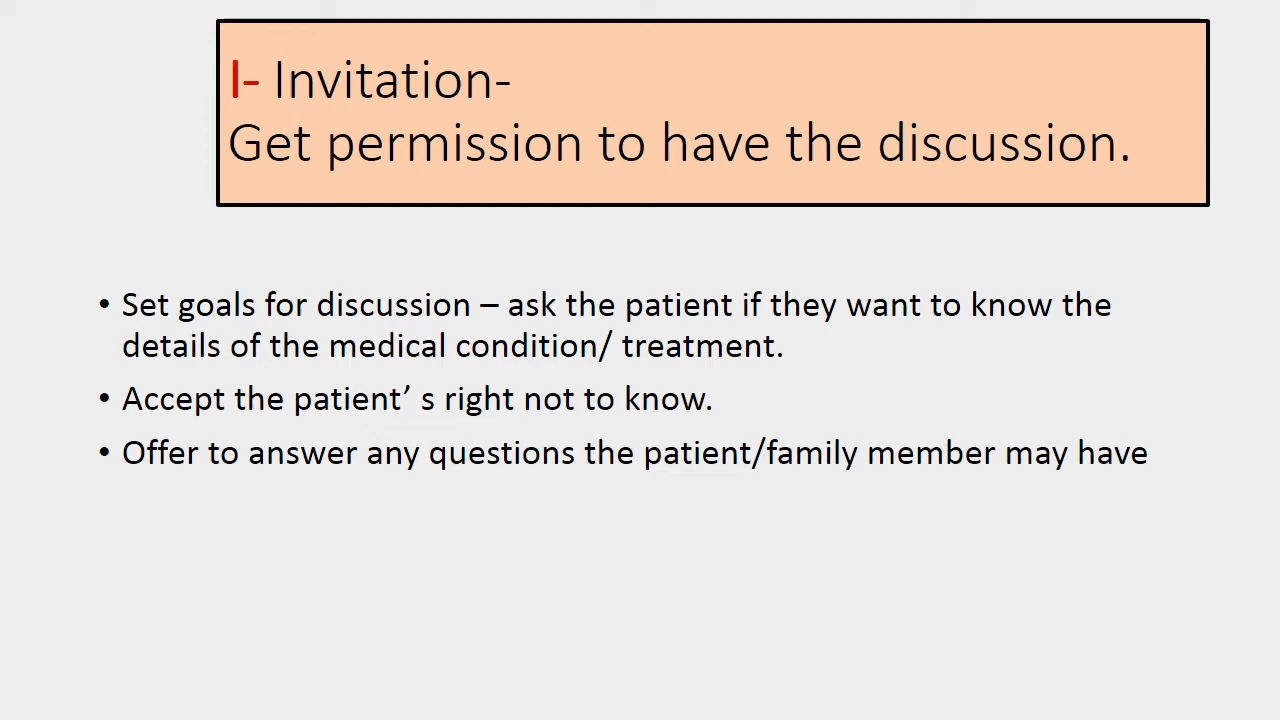 I- Invitation-
Get permission to have the discussion.
• Set goals for discussion – ask the patient if they want to know the
details of the medical condition/ treatment.
• Accept the patient’ s right not to know.
• Offer to answer any questions the patient/family member may have